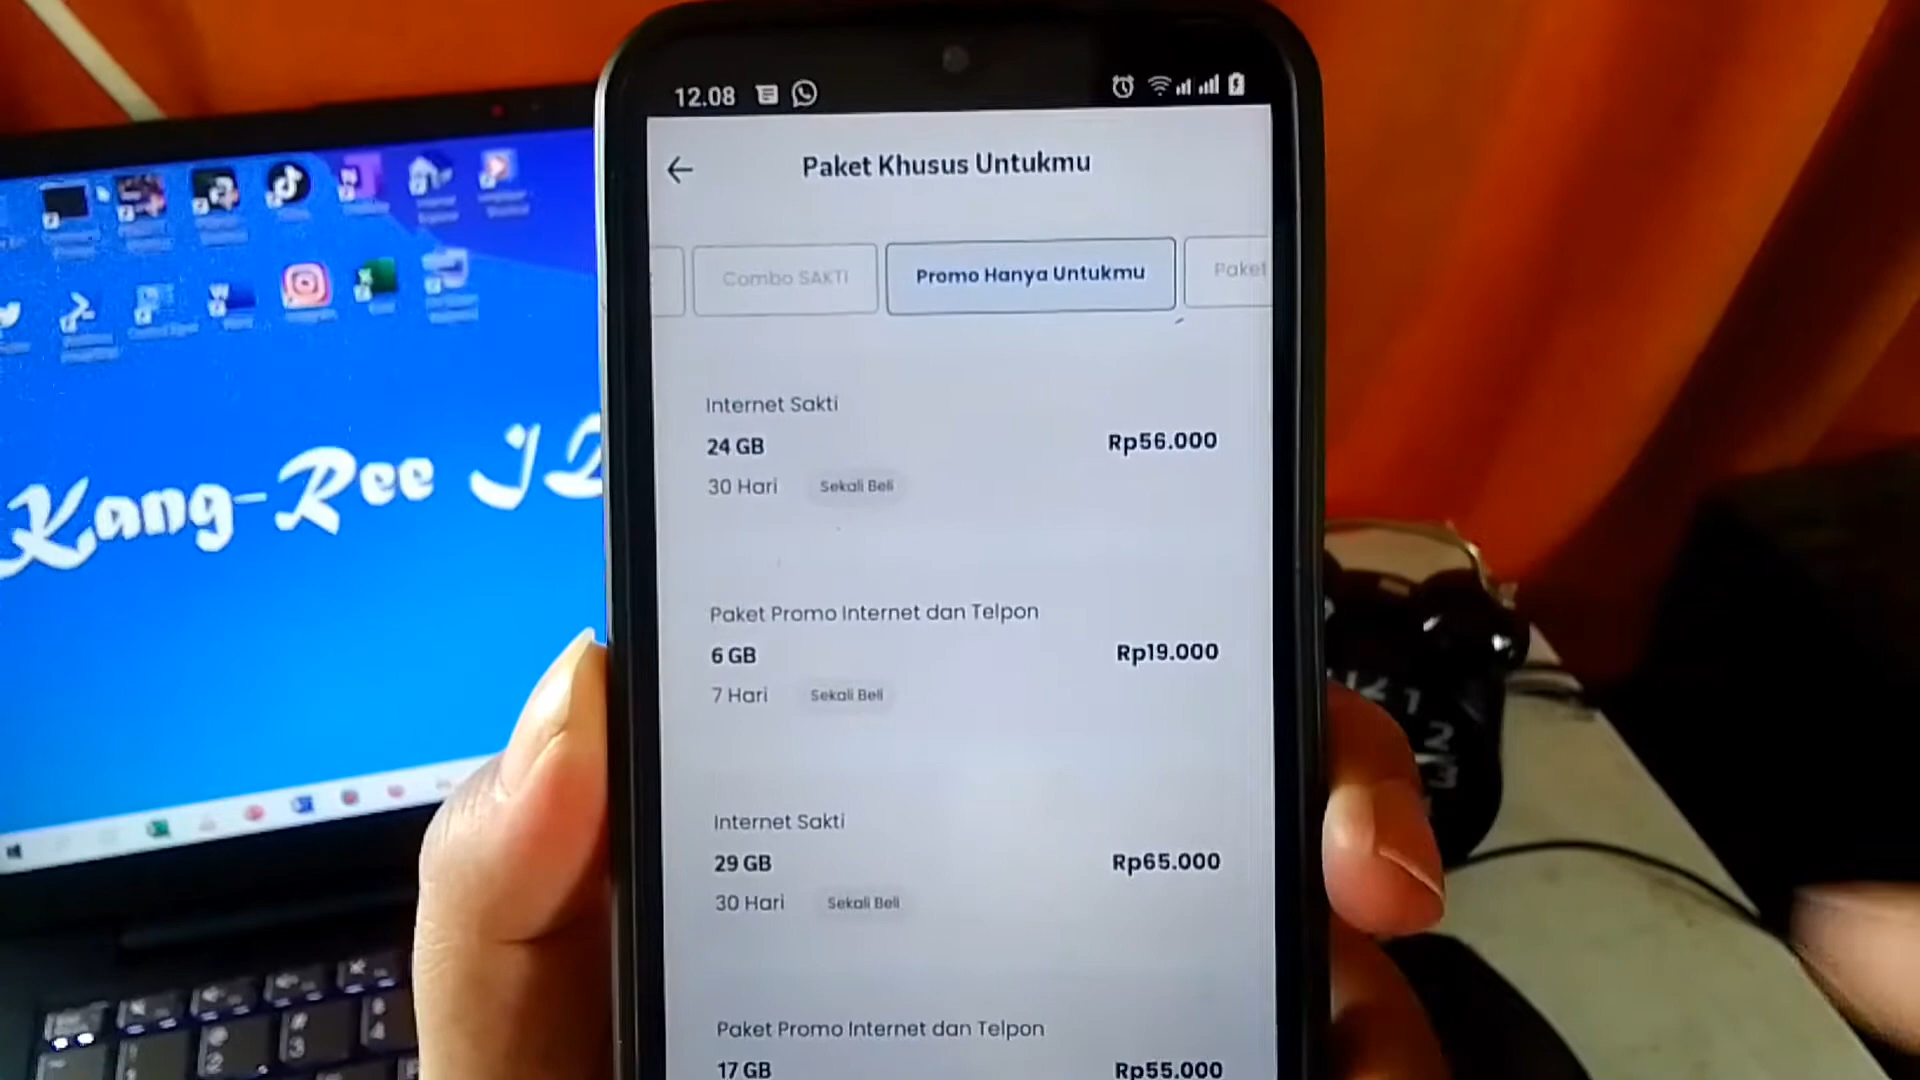 12.08
Paket Khusus Untukmu
Combo SAKTI
Promo Hanya Untukmu
Paket
Internet Sakti
24 GB
Rp56.000
30 Hari
Sekali Beli
Paket Promo Internet dan Telpon
6 GB
Rp19.000
7 Hari
Sekali Beli
Internet Sakti
29 GB
Rp65.000
30 Hari
Sekali Beli
Paket Promo Internet dan Telpon
17 GB
Rp55.000
Kang-Ree